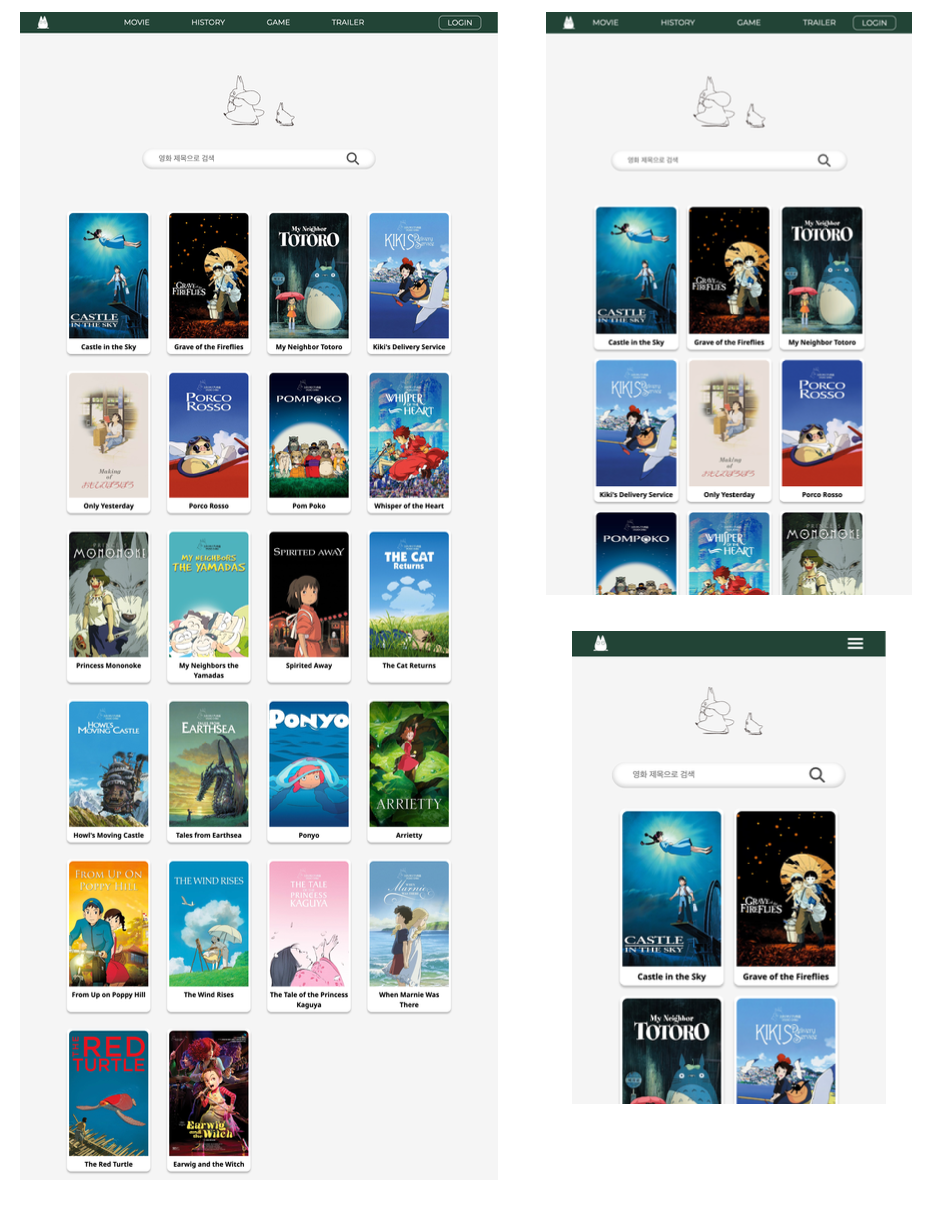 MOVIE HISTORY GAME TRAILER LOGIN
영화 제목으로 검색
CASTLE
IN THE SKY
GRAVE OF THE
FIREFLIES
My Neighbor
TOTORO
KIKI'S Delivery
Service
Castle in the Sky
Grave of the Fireflies
My Neighbor Totoro
Kiki's Delivery Service
Making
of
PORCO
ROSSO
POMPOKO
WHISPER
OF THE
HEART
Only Yesterday
Porco Rosso
Pom Poko
Whisper of the Heart
PRINCESS
MONONOKE
MY NEIGHBORS
THE YAMADAS
SPIRITED AWAY
THE CAT
Returns
Princess Mononoke
My Neighbors the
Yamadas
Spirited Away
The Cat Returns
HOWL'S
MOVING CASTLE
TALES FROM
EARTHSEA
PONYO
ARRIETTY
Howl's Moving Castle
Tales from Earthsea
Ponyo
Arrietty
FROM UP ON
POPPY HILL
THE WIND RISES
THE TALE
OF THE
PRINCESS
KAGUYA
Marnie
From Up on Poppy Hill
The Wind Rises
The Tale of the Princess
Kaguya
When Marnie Was
There
THE RED
TURTLE
Earwig
and the
Witch
The Red Turtle
Earwig and the Witch
MOVIE HISTORY GAME TRAILER LOGIN
영화 제목으로 검색
CASTLE
IN THE SKY
GRAVE OF THE
FIREFLIES
My Neighbor
TOTORO
Castle in the Sky
Grave of the Fireflies
My Neighbor Totoro
KIKI'S Delivery
Service
Making
of
PORCO
ROSSO
Kiki's Delivery Service
Only Yesterday
Porco Rosso
POMPOKO
WHISPER
OF THE
HEART
PRINCESS
MONONOKE
영화 제목으로 검색
CASTLE
IN THE SKY
GRAVE OF THE
FIREFLIES
Castle in the Sky
Grave of the Fireflies
My Neighbor
TOTORO
KIKI'S Delivery
Service